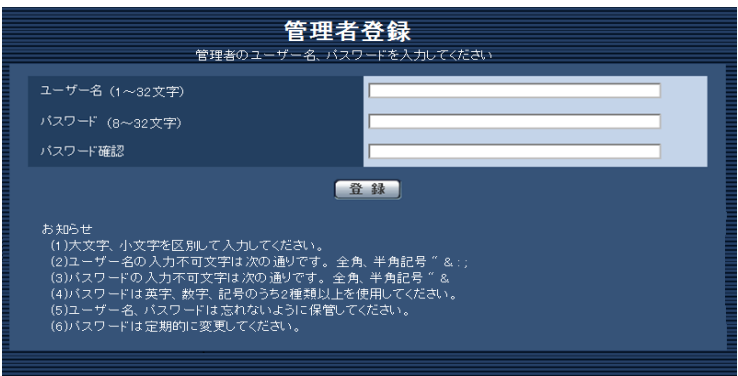 管理者登録
管理者のユーザー名、パスワードを入力してください
ユーザー名 (1～32文字)
パスワード (8～32文字)
パスワード確認
登 録
お知らせ
(1)大文字、小文字を区別して入力してください。
(2)ユーザー名の入力不可文字は次の通りです。全角、半角記号 " & : ;
(3)パスワードの入力不可文字は次の通りです。全角、半角記号 " &
(4)パスワードは英字、数字、記号のうち2種類以上を使用してください。
(5)ユーザー名、パスワードは忘れないように保管してください。
(6)パスワードは定期的に変更してください。